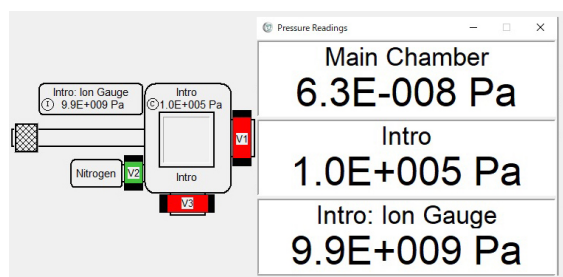 Intro: Ion Gauge
I 9.9E+009 Pa
Intro
C 1.0E+005 Pa
V1
Nitrogen
V2
Intro
V3
Pressure Readings
Main Chamber
6.3E-008 Pa
Intro
1.0E+005 Pa
Intro: Ion Gauge
9.9E+009 Pa